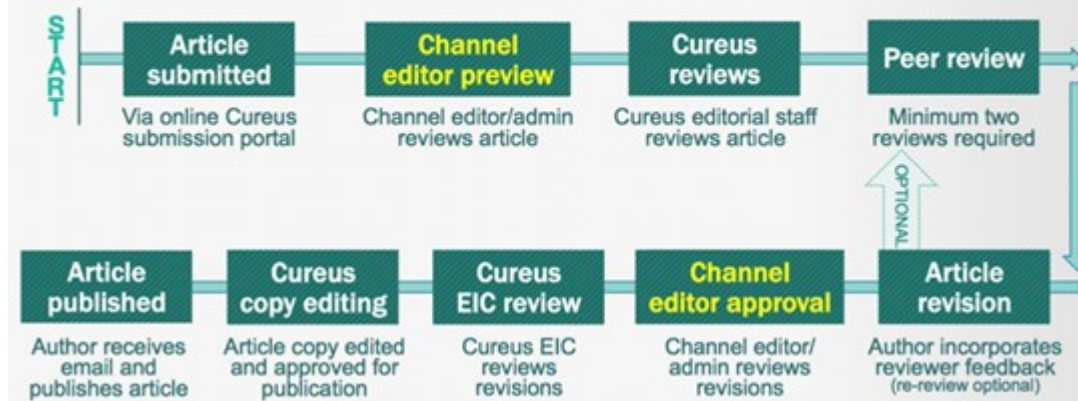 START
Article
submitted
Via online Cureus
submission portal
Channel
editor preview
Channel editor/admin
reviews article
Cureus
reviews
Cureus editorial staff
reviews article
Peer review
Minimum two
reviews required
OPTIONAL
Article
published
Author receives
email and
publishes article
Cureus
copy editing
Article copy edited
and approved for
publication
Cureus
EIC review
Cureus EIC
reviews
revisions
Channel
editor approval
Channel editor/
admin reviews
revisions
Article
revision
Author incorporates
reviewer feedback
(re-review optional)